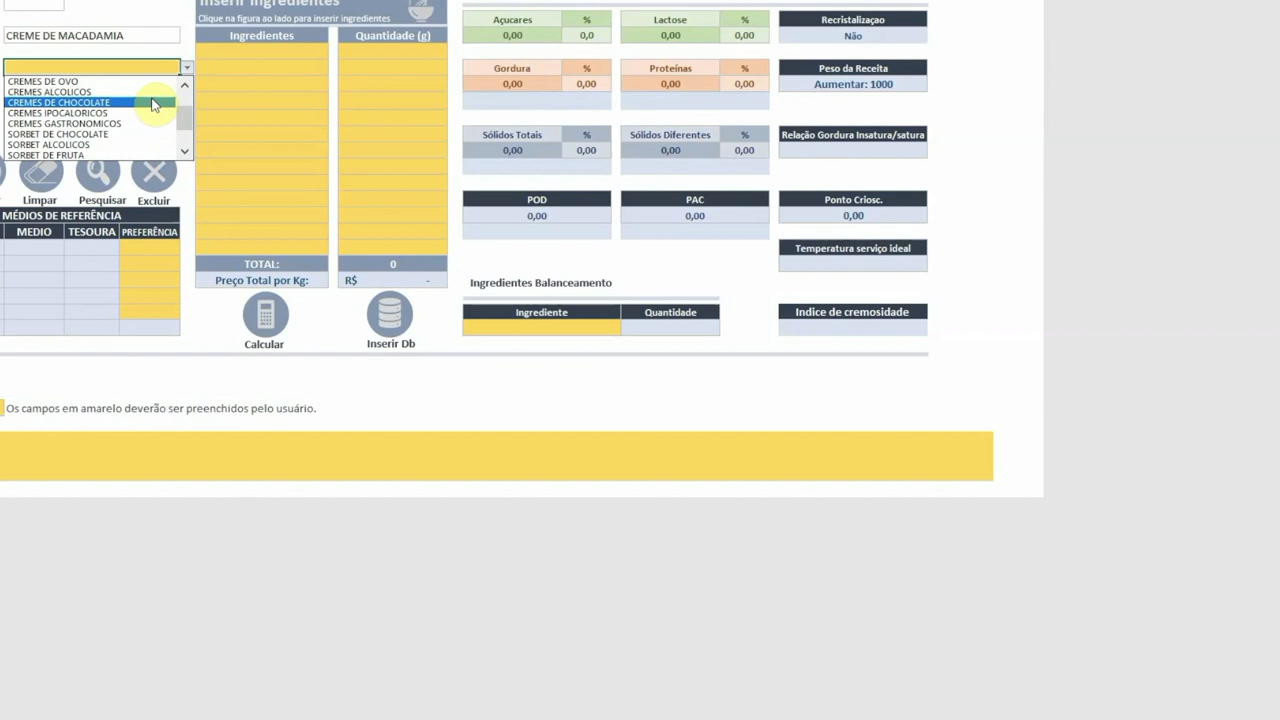 Inserir Ingredientes
Clique na figura ao lado para inserir ingredientes
Ingredientes
Quantidade (g)
CREME DE MACADAMIA
CREMES DE OVO
CREMES ALCOLICOS
CREMES DE CHOCOLATE
CREMES IPOCALORICOS
CREMES GASTRONOMICOS
SORBET DE CHOCOLATE
SORBET ALCOLICOS
SORBET DE FRUTA
Limpar
Pesquisar
Excluir
MÉDIOS DE REFERÊNCIA
MEDIO
TESOURA
PREFERÊNCIA
TOTAL:
0
Preço Total por Kg:
R$ -
Calcular
Inserir Db
Açucares
%
Lactose
%
Recristalizaçao
0,00
0,0
0,00
0,00
Não
Gordura
%
Proteínas
%
Peso da Receita
0,00
0,00
0,00
0,00
Aumentar: 1000
Sólidos Totais
%
Sólidos Diferentes
%
Relação Gordura Insatura/satura
0,00
0,00
0,00
0,00
POD
PAC
Ponto Criosc.
0,00
0,00
0,00
Temperatura serviço ideal
Ingredientes Balanceamento
Ingrediente
Quantidade
Indice de cremosidade
Os campos em amarelo deverão ser preenchidos pelo usuário.